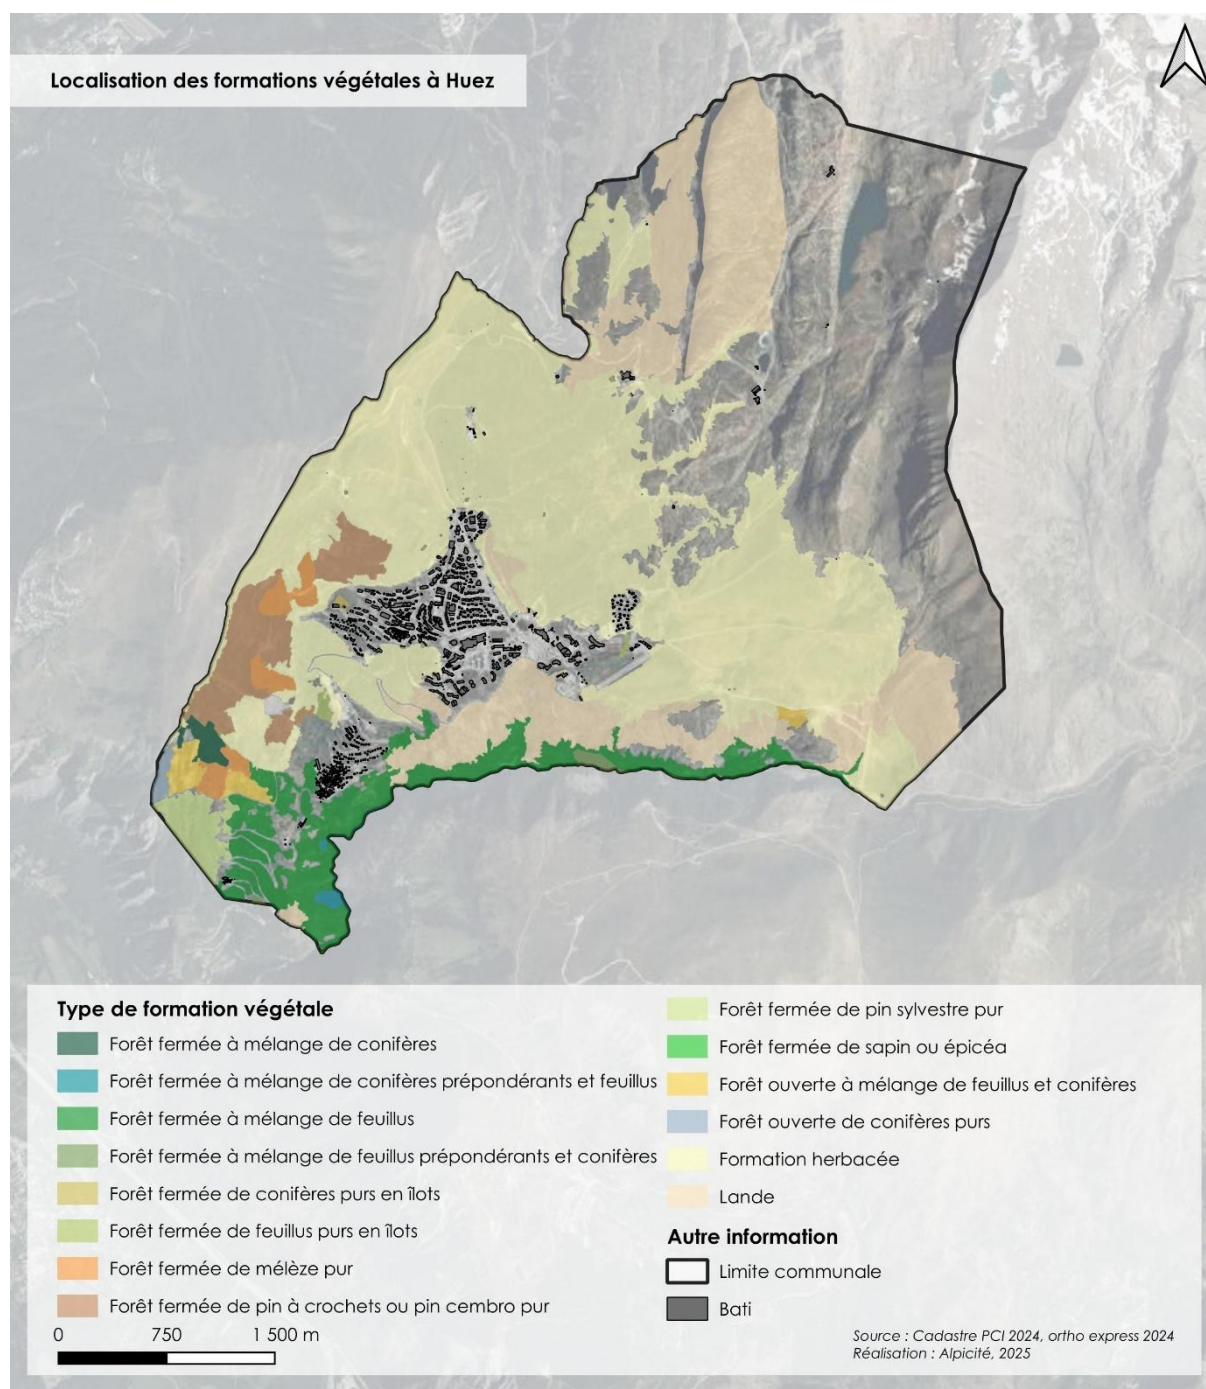 Localisation des formations végétales à Huez
Type de formation végétale
Forêt fermée à mélange de conifères
Forêt fermée à mélange de conifères prépondérants et feuillus
Forêt fermée à mélange de feuillus
Forêt fermée à mélange de feuillus prépondérants et conifères
Forêt fermée de conifères purs en îlots
Forêt fermée de feuillus purs en îlots
Forêt fermée de mélèze pur
Forêt fermée de pin à crochets ou pin cembro pur
0 750 1 500 m
Forêt fermée de pin sylvestre pur
Forêt fermée de sapin ou épicéa
Forêt ouverte à mélange de feuillus et conifères
Forêt ouverte de conifères purs
Formation herbacée
Lande
Autre information
Limite communale
Bati
Source : Cadastre PCI 2024, ortho express 2024
Réalisation : Alpicité, 2025